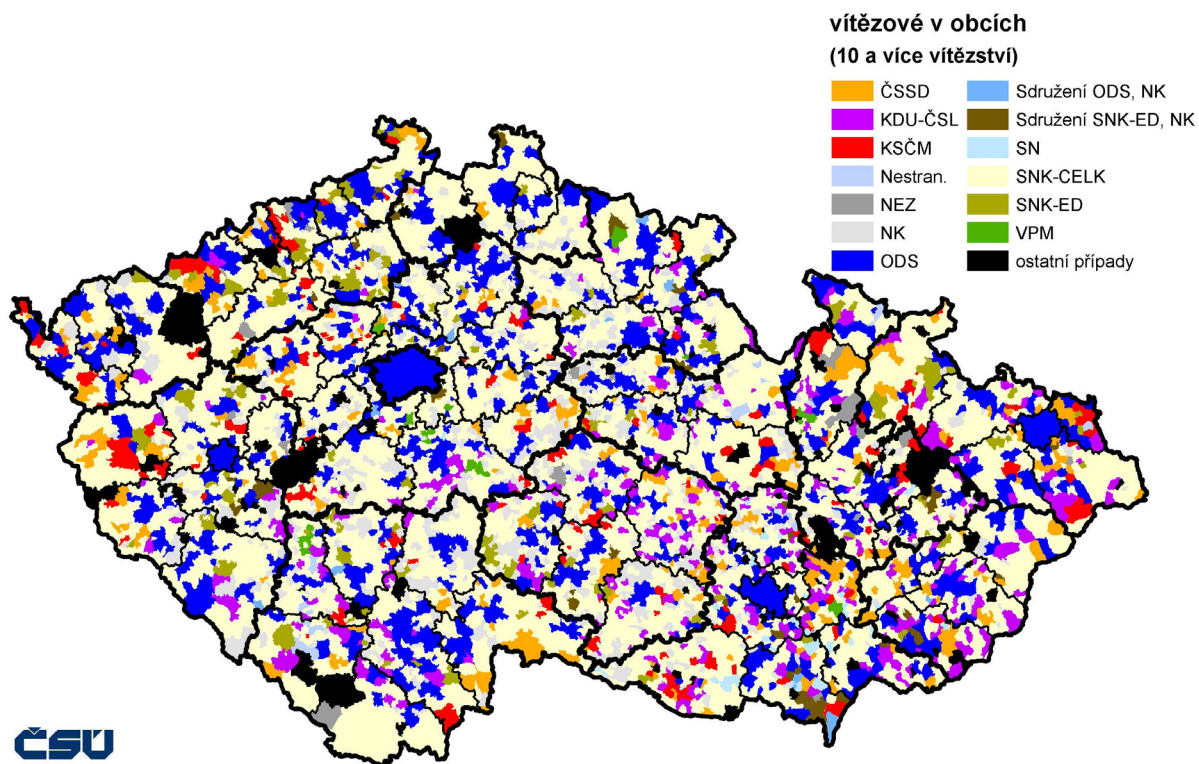 vítězové v obcích
(10 a více vítězství)
ČSSD
KDU-ČSL
KSČM
Nestran.
NEZ
NK
ODS
Sdružení ODS, NK
Sdružení SNK-ED, NK
SN
SNK-CELK
SNK-ED
VPM
ostatní případy
ČSÚ